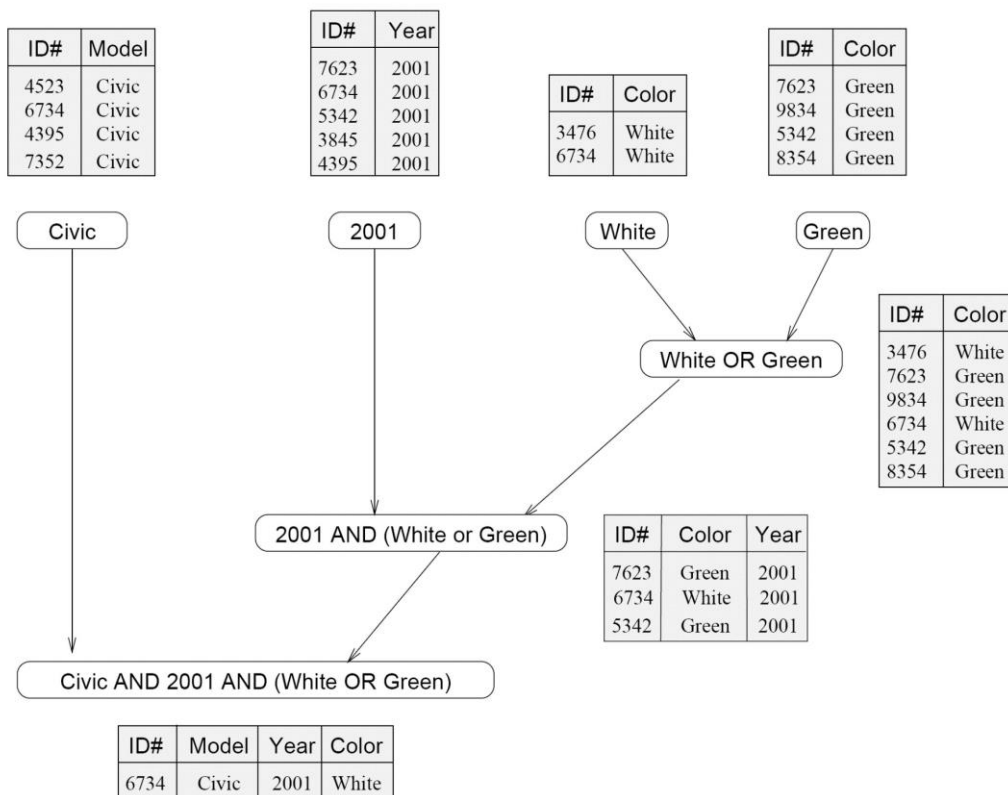 ID# Model
4523 Civic
6734 Civic
4395 Civic
7352 Civic
ID# Year
7623 2001
6734 2001
5342 2001
3845 2001
4395 2001
ID# Color
3476 White
6734 White
ID# Color
7623 Green
9834 Green
5342 Green
8354 Green
Civic
2001
White
Green
White OR Green
ID# Color
3476 White
7623 Green
9834 Green
6734 White
5342 Green
8354 Green
2001 AND (White or Green)
ID# Color Year
7623 Green 2001
6734 White 2001
5342 Green 2001
Civic AND 2001 AND (White OR Green)
ID# Model Year Color
6734 Civic 2001 White